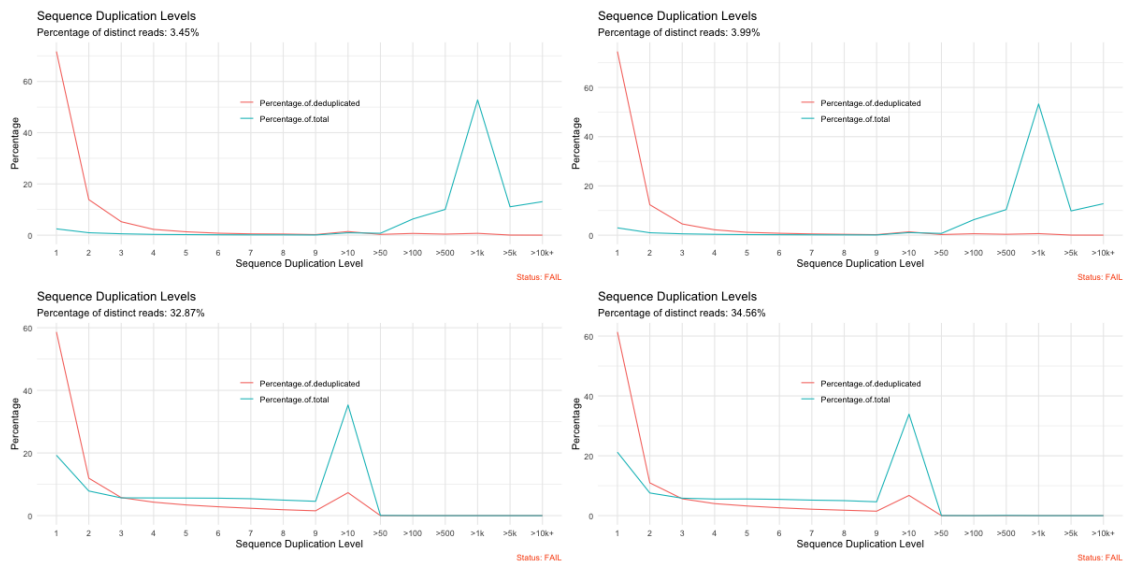 Sequence Duplication Levels
Percentage of distinct reads: 3.45%
Percentage
60
40
20
0
Percentage.of.deduplicated
Percentage.of.total
1 2 3 4 5 6 7 8 9 >10 >50 >100 >500 >1k >5k >10k+
Sequence Duplication Level
Status: FAIL
Sequence Duplication Levels
Percentage of distinct reads: 3.99%
Percentage
60
40
20
0
Percentage.of.deduplicated
Percentage.of.total
1 2 3 4 5 6 7 8 9 >10 >50 >100 >500 >1k >5k >10k+
Sequence Duplication Level
Status: FAIL
Sequence Duplication Levels
Percentage of distinct reads: 32.87%
Percentage
60
40
20
0
Percentage.of.deduplicated
Percentage.of.total
1 2 3 4 5 6 7 8 9 >10 >50 >100 >500 >1k >5k >10k+
Sequence Duplication Level
Status: FAIL
Sequence Duplication Levels
Percentage of distinct reads: 34.56%
Percentage
60
40
20
0
Percentage.of.deduplicated
Percentage.of.total
1 2 3 4 5 6 7 8 9 >10 >50 >100 >500 >1k >5k >10k+
Sequence Duplication Level
Status: FAIL